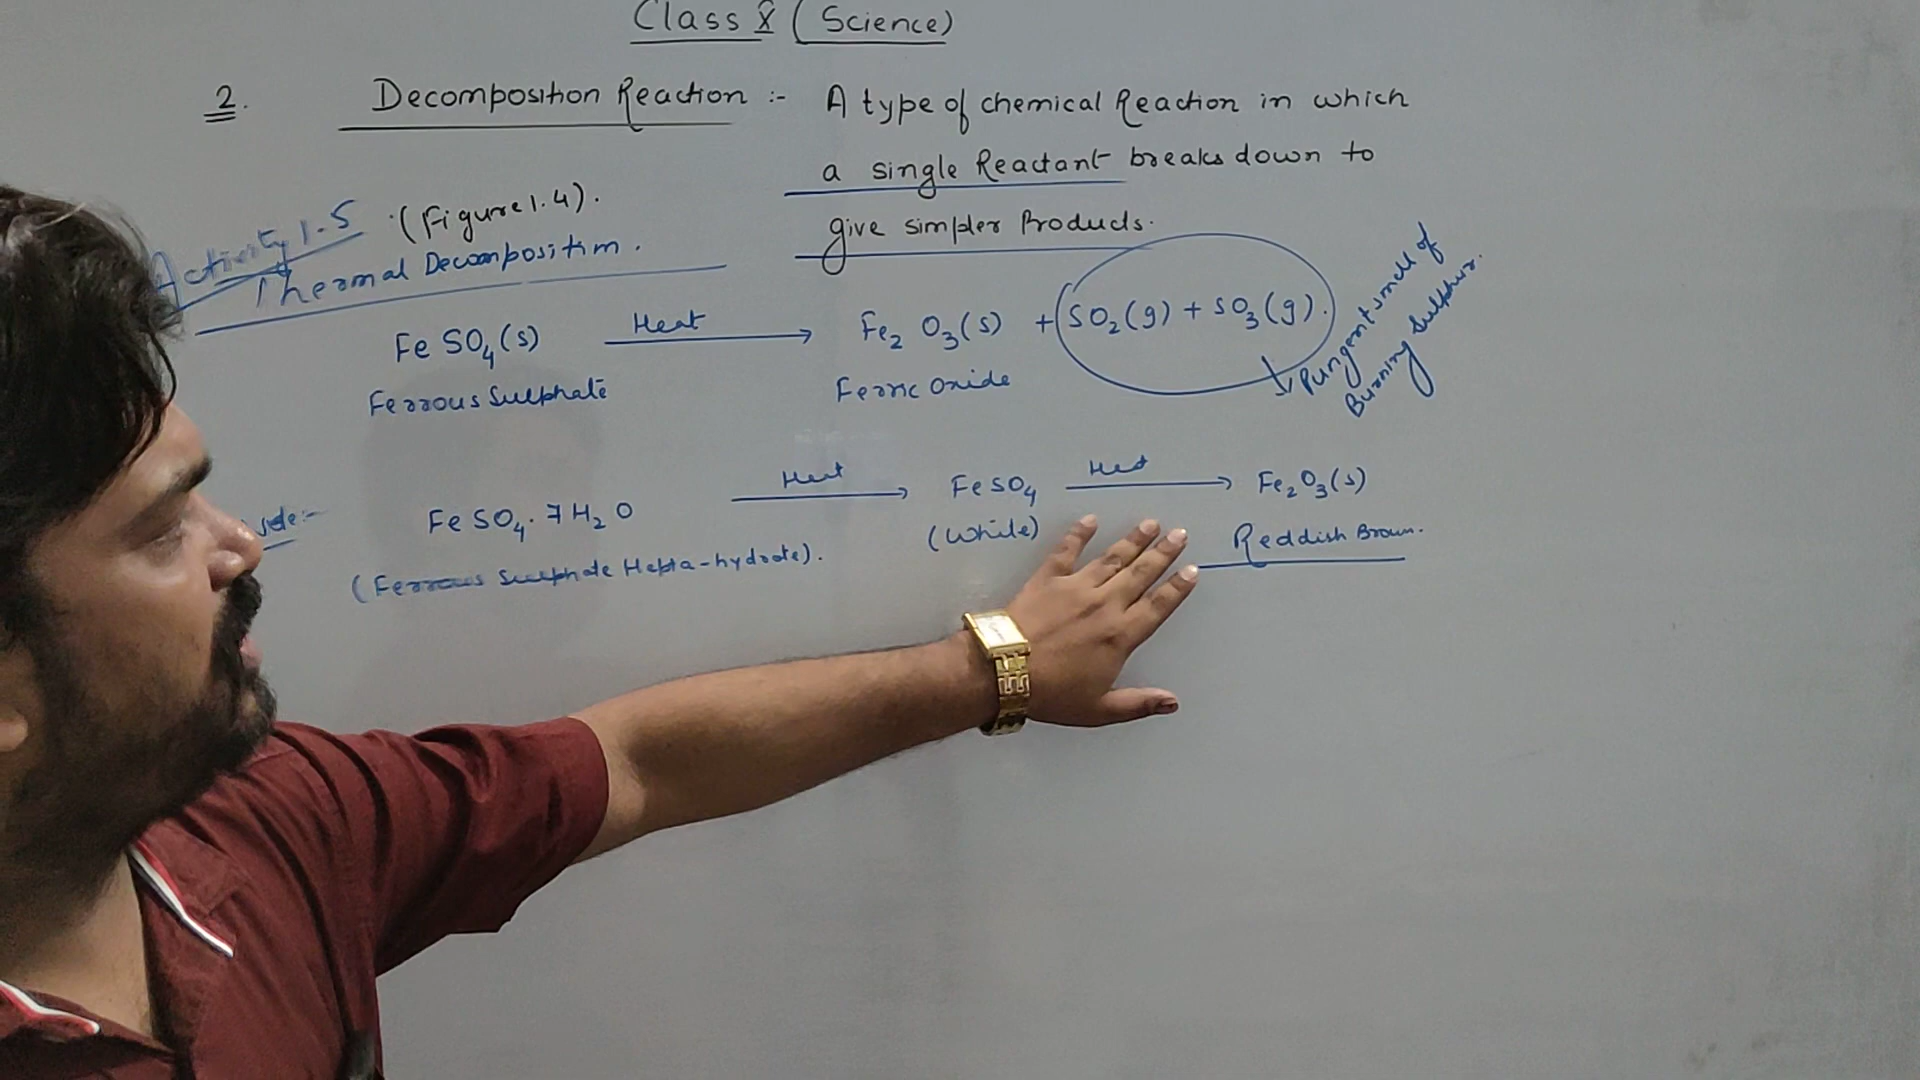 Class X (Science)
2. Decomposition Reaction :- A type of chemical Reaction in which
a single Reactant breaks down to
give simpler Products.
Activity 1.5 (Figure 1.4).
Thermal Decomposition.
FeSO₄(s) Heat → Fe₂O₃(s) + SO₂(g) + SO₃(g).
Ferrous Sulphate Ferric Oxide
Pungent smell of
Burning Sulphur.
FeSO₄.7H₂O Heat → FeSO₄ Heat → Fe₂O₃(s)
(Ferrous Sulphate Hepta-hydrate). (White) Reddish Brown.